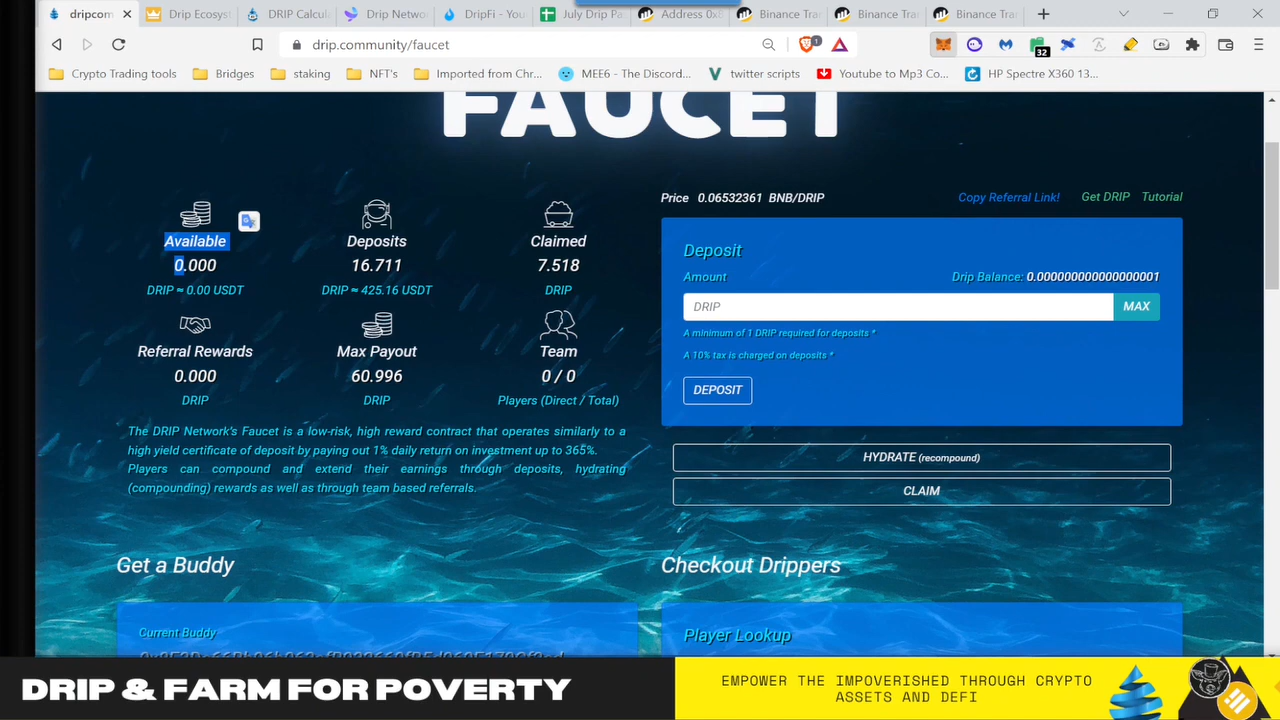 dripcom
Drip Ecosyst
DRIP Calcul
Drip Netwo
DripFi - You
July Drip Pa
Address 0x8
Binance Tra
Binance Tra
Binance Tra
drip.community/faucet
1
32
Crypto Trading tools
Bridges
staking
NFT's
Imported from Chr...
MEE6 - The Discord...
twitter scripts
Youtube to Mp3 Co...
HP Spectre X360 13...
FAUCET
Available
0.000
DRIP ≈ 0.00 USDT
Deposits
16.711
DRIP ≈ 425.16 USDT
Claimed
7.518
DRIP
Referral Rewards
0.000
DRIP
Max Payout
60.996
DRIP
Team
0 / 0
Players (Direct / Total)
The DRIP Network's Faucet is a low-risk, high reward contract that operates similarly to a
high yield certificate of deposit by paying out 1% daily return on investment up to 365%.
Players can compound and extend their earnings through deposits, hydrating
(compounding) rewards as well as through team based referrals.
Price 0.06532361 BNB/DRIP
Copy Referral Link!
Get DRIP
Tutorial
Deposit
Amount
Drip Balance: 0.000000000000000001
DRIP
MAX
A minimum of 1 DRIP required for deposits *
A 10% tax is charged on deposits *
DEPOSIT
HYDRATE (recompound)
CLAIM
Get a Buddy
Current Buddy
Checkout Drippers
Player Lookup
DRIP & FARM FOR POVERTY
EMPOWER THE IMPOVERISHED THROUGH CRYPTO
ASSETS AND DEFI